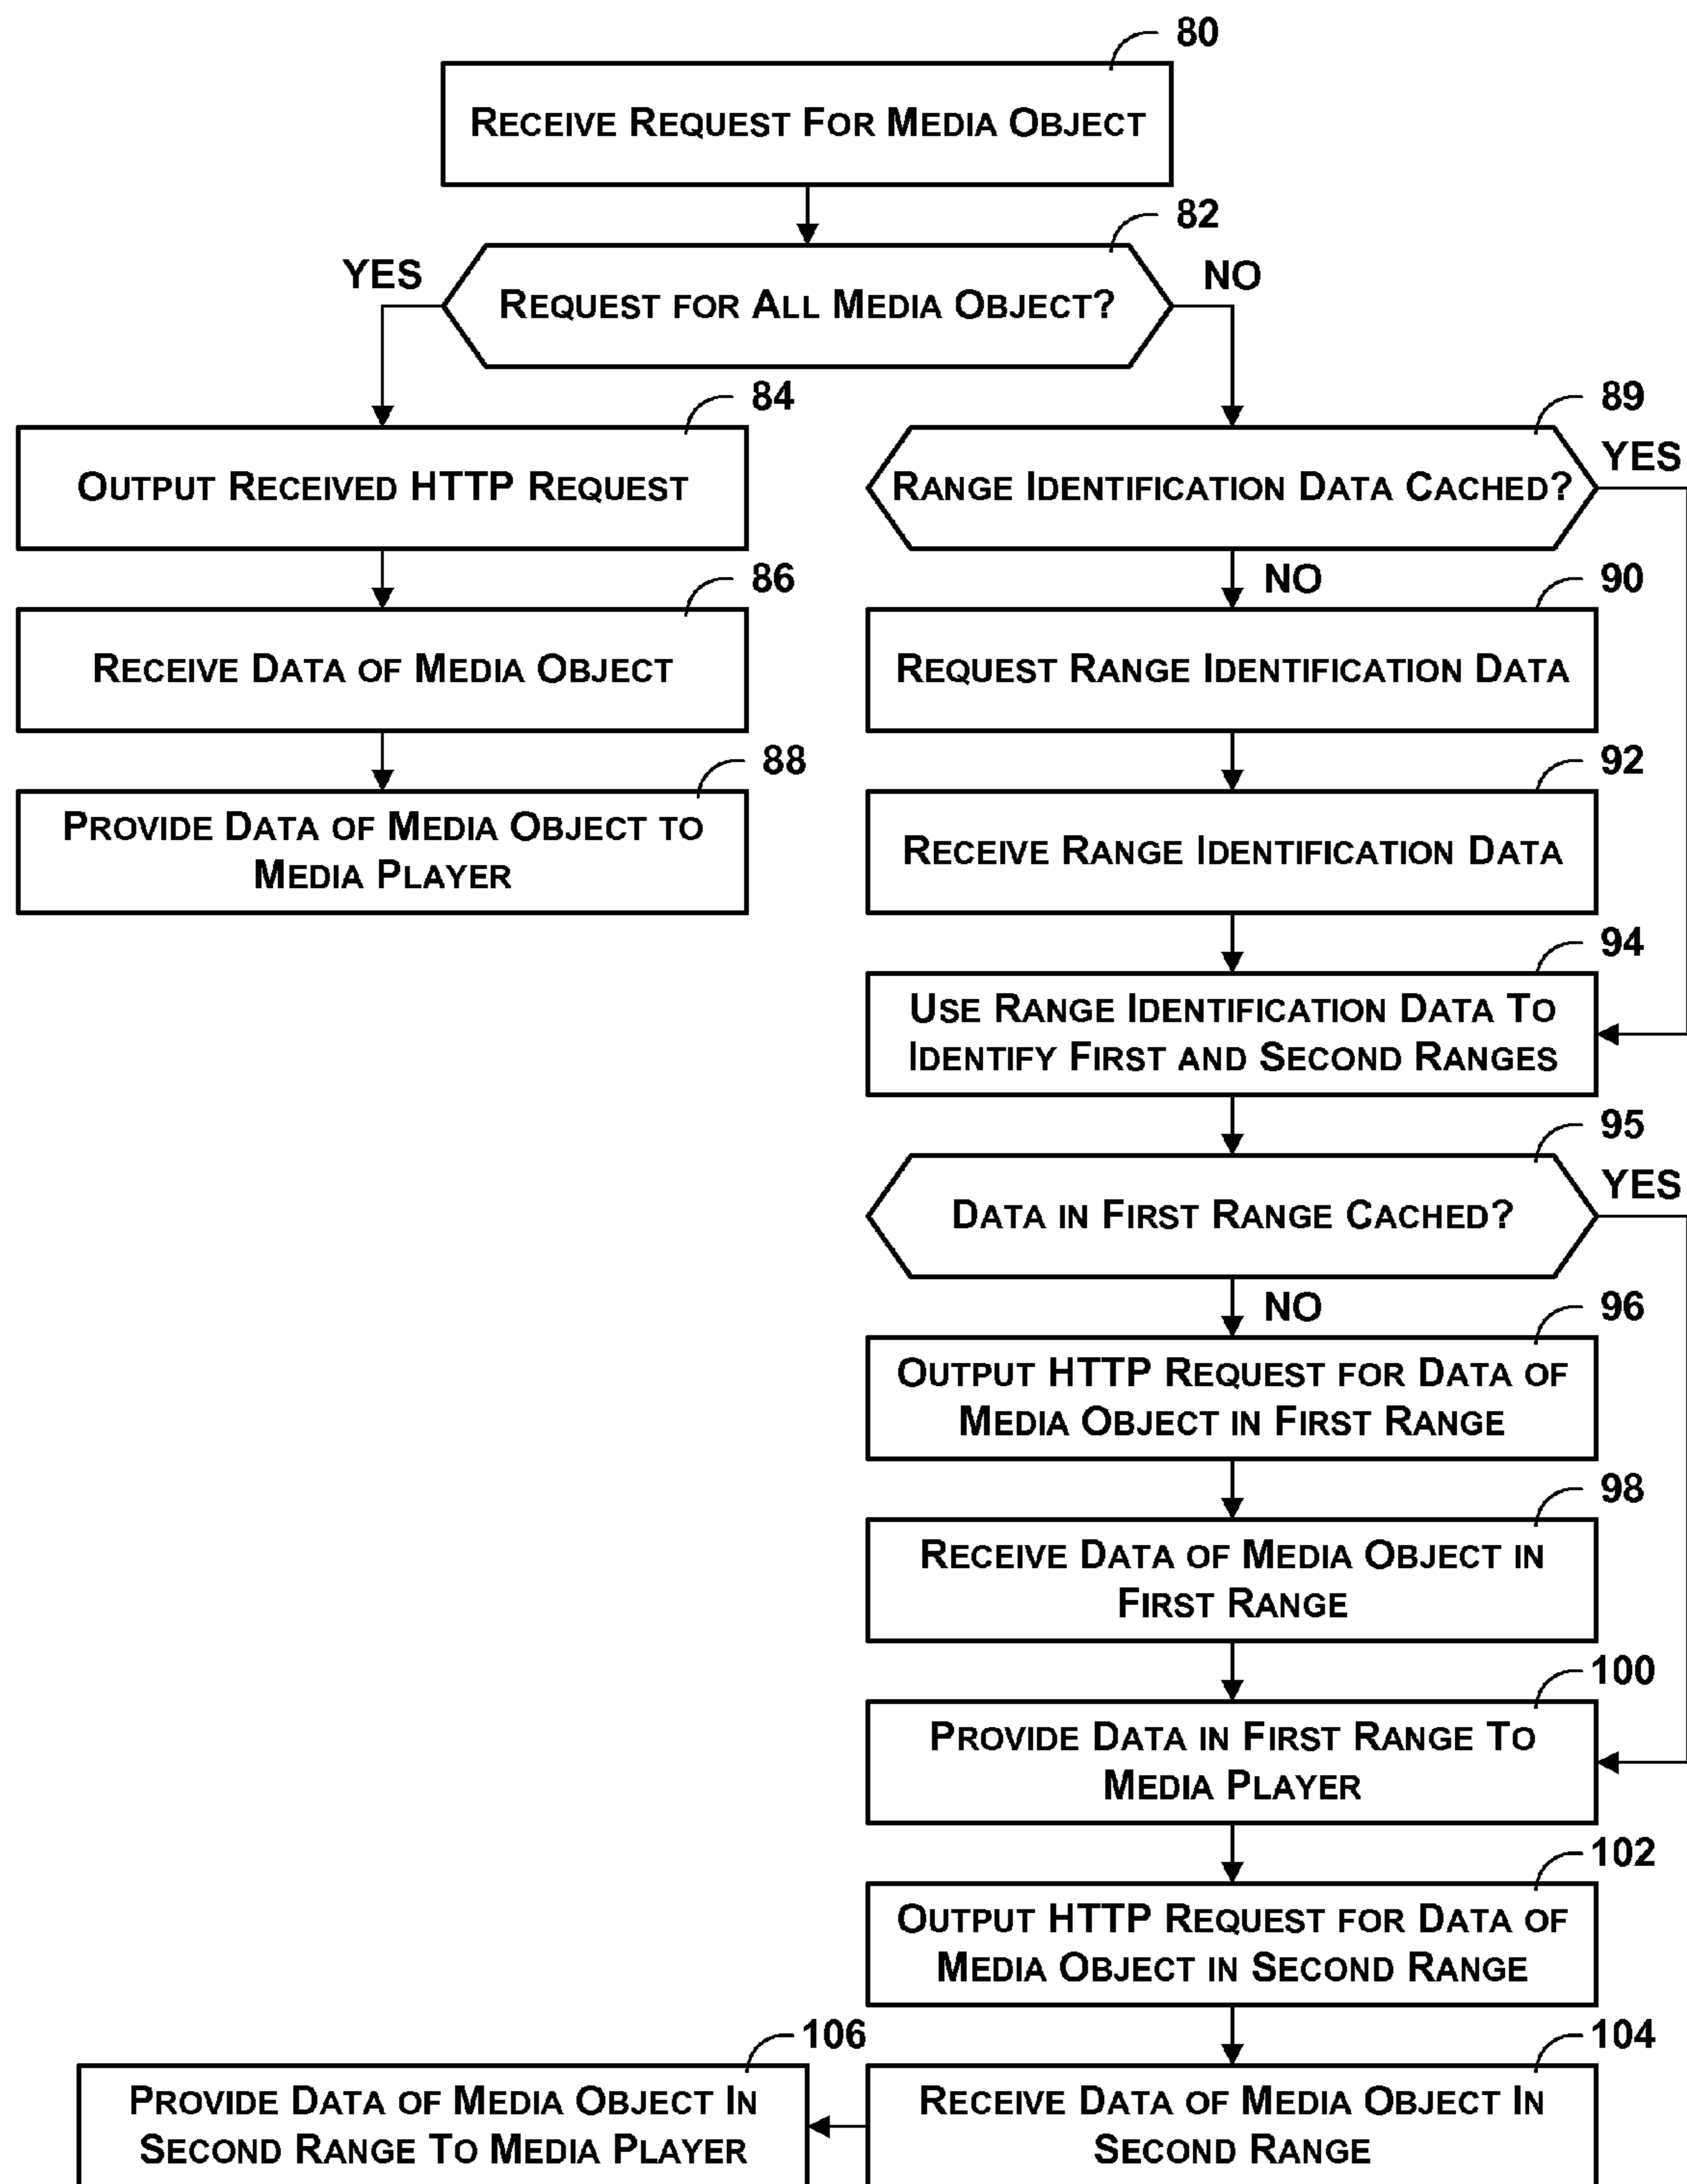 80
RECEIVE REQUEST FOR MEDIA OBJECT
82
YES
NO
REQUEST FOR ALL MEDIA OBJECT?
84
OUTPUT RECEIVED HTTP REQUEST
86
RECEIVE DATA OF MEDIA OBJECT
88
PROVIDE DATA OF MEDIA OBJECT TO
MEDIA PLAYER
89
YES
RANGE IDENTIFICATION DATA CACHED?
NO
90
REQUEST RANGE IDENTIFICATION DATA
92
RECEIVE RANGE IDENTIFICATION DATA
94
USE RANGE IDENTIFICATION DATA TO
IDENTIFY FIRST AND SECOND RANGES
95
YES
DATA IN FIRST RANGE CACHED?
NO
96
OUTPUT HTTP REQUEST FOR DATA OF
MEDIA OBJECT IN FIRST RANGE
98
RECEIVE DATA OF MEDIA OBJECT IN
FIRST RANGE
100
PROVIDE DATA IN FIRST RANGE TO
MEDIA PLAYER
102
OUTPUT HTTP REQUEST FOR DATA OF
MEDIA OBJECT IN SECOND RANGE
104
RECEIVE DATA OF MEDIA OBJECT IN
SECOND RANGE
106
PROVIDE DATA OF MEDIA OBJECT IN
SECOND RANGE TO MEDIA PLAYER